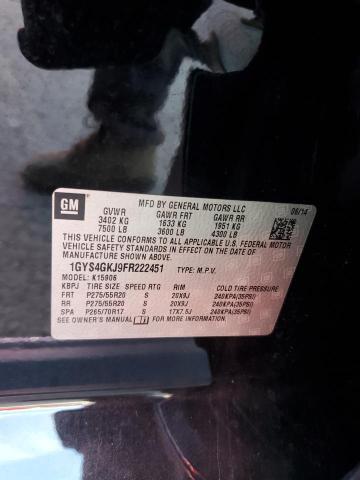 GM
MFD BY GENERAL MOTORS LLC 06/14
GVWR GAWR FRT GAWR RR
3402 KG 1633 KG 1951 KG
7500 LB 3600 LB 4300 LB
THIS VEHICLE CONFORMS TO ALL APPLICABLE U.S. FEDERAL MOTOR
VEHICLE SAFETY AND THEFT PREVENTION STANDARDS IN EFFECT ON THE
DATE OF MANUFACTURE SHOWN ABOVE.
1GYS4GKJ9FR222451 TYPE: M.P.V.
MODEL: K15906
KBPJ TIRE SIZE SPEED RTG RIM COLD TIRE PRESSURE
FRT P275/55R20 S 20X9J 240KPA(35PSI)
RR P275/55R20 S 20X9J 240KPA(35PSI)
SPA P265/70R17 S 17X7.5J 240KPA(35PSI)
SEE OWNER'S MANUAL FOR MORE INFORMATION.